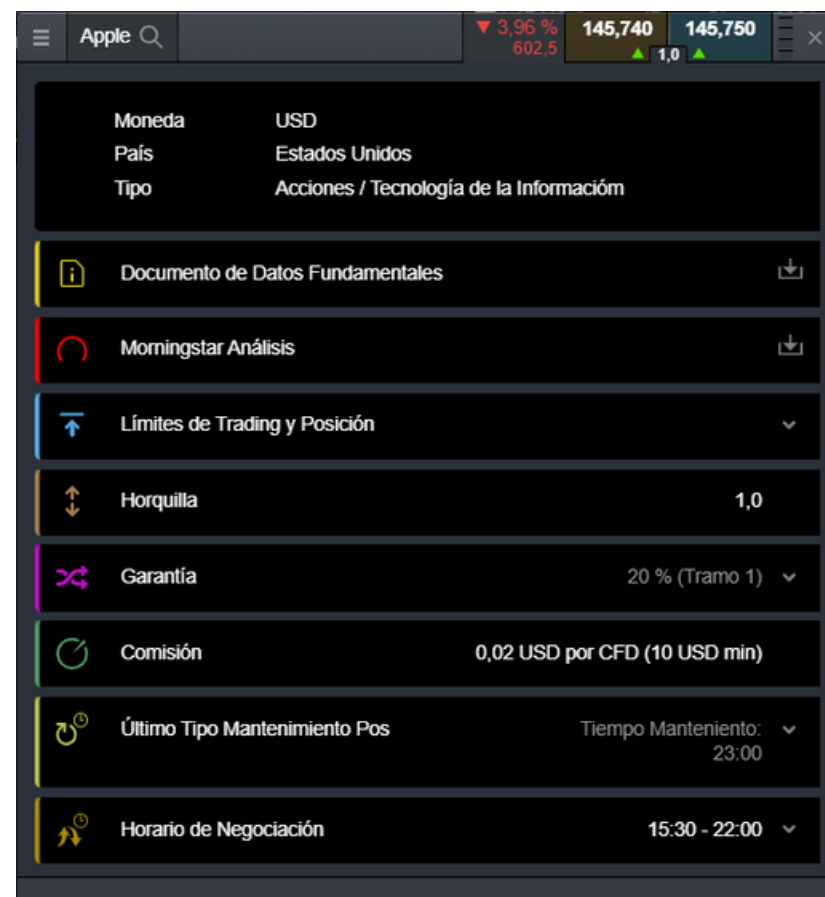 Apple
▼ 3,96 %
602,5
145,740
145,750
1,0
Moneda USD
País Estados Unidos
Tipo Acciones / Tecnología de la Informacióm
Documento de Datos Fundamentales
Morningstar Análisis
Límites de Trading y Posición
Horquilla 1,0
Garantía 20 % (Tramo 1)
Comisión 0,02 USD por CFD (10 USD min)
Último Tipo Mantenimiento Pos Tiempo Manteniento:
23:00
Horario de Negociación 15:30 - 22:00